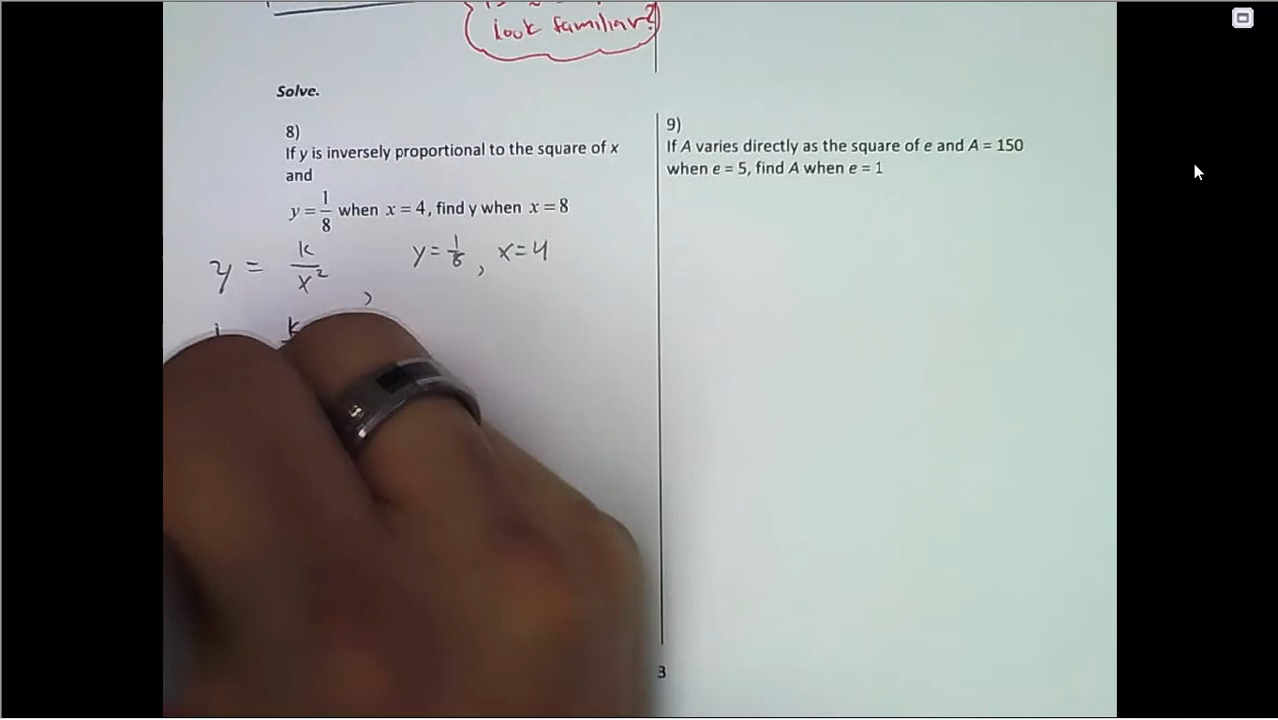 look familiar?
Solve.
8)
If y is inversely proportional to the square of x
and
y = 1/8 when x = 4, find y when x = 8
y = k/x² y = 1/8, x = 4
k
9)
If A varies directly as the square of e and A = 150
when e = 5, find A when e = 1
3